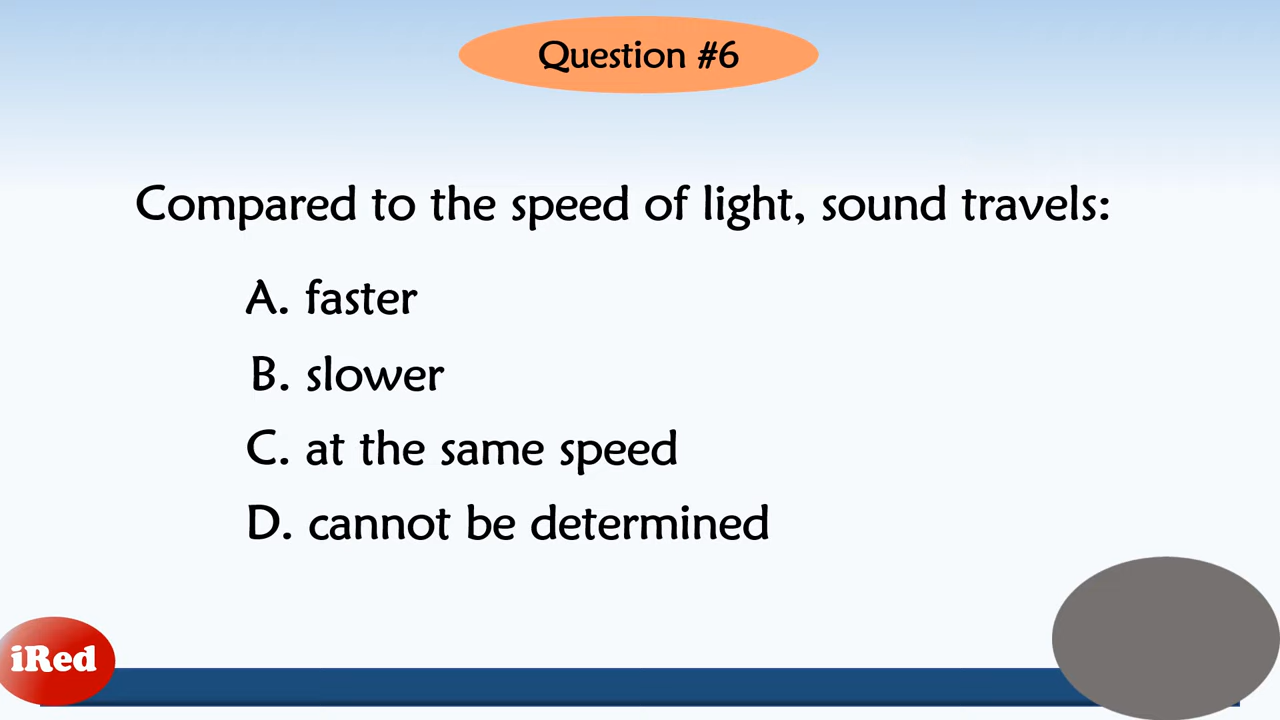 Question #6
Compared to the speed of light, sound travels:
A. faster
B. slower
C. at the same speed
D. cannot be determined
iRed